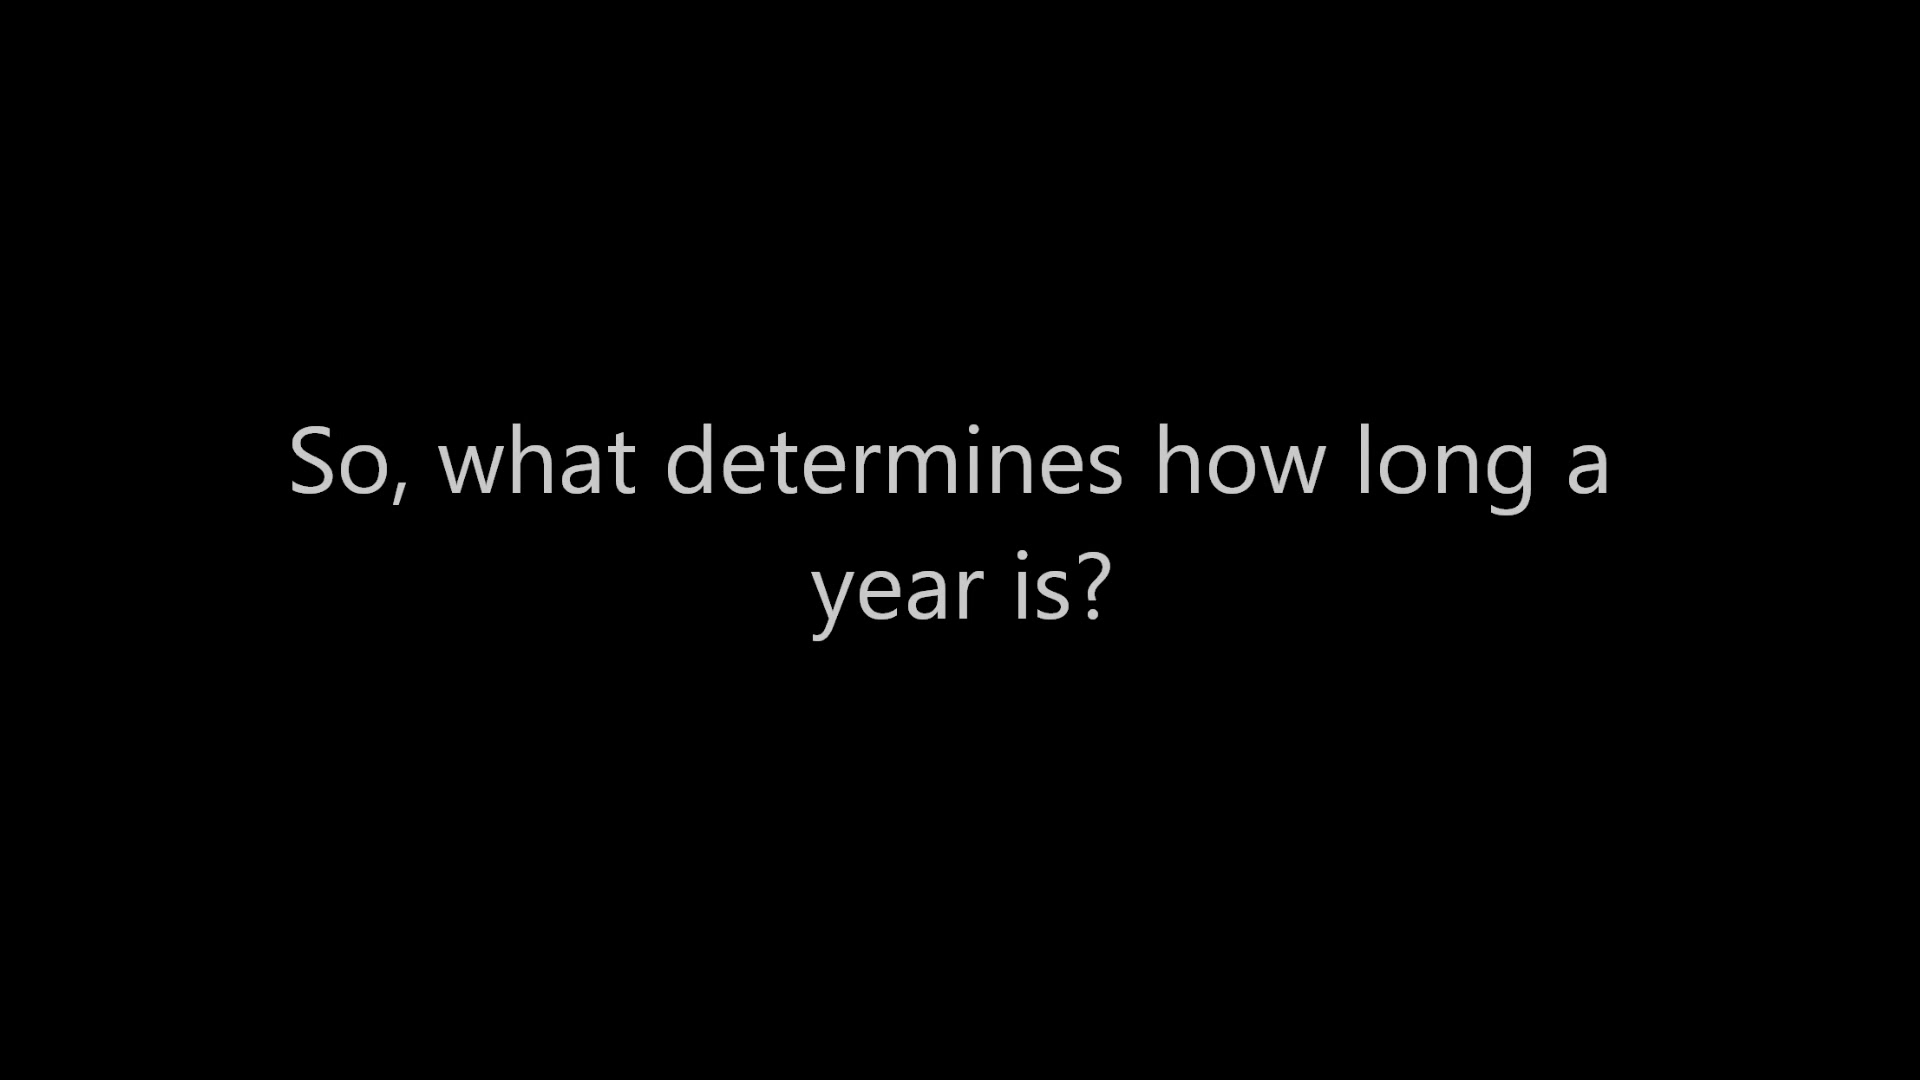 So, what determines how long a
year is?